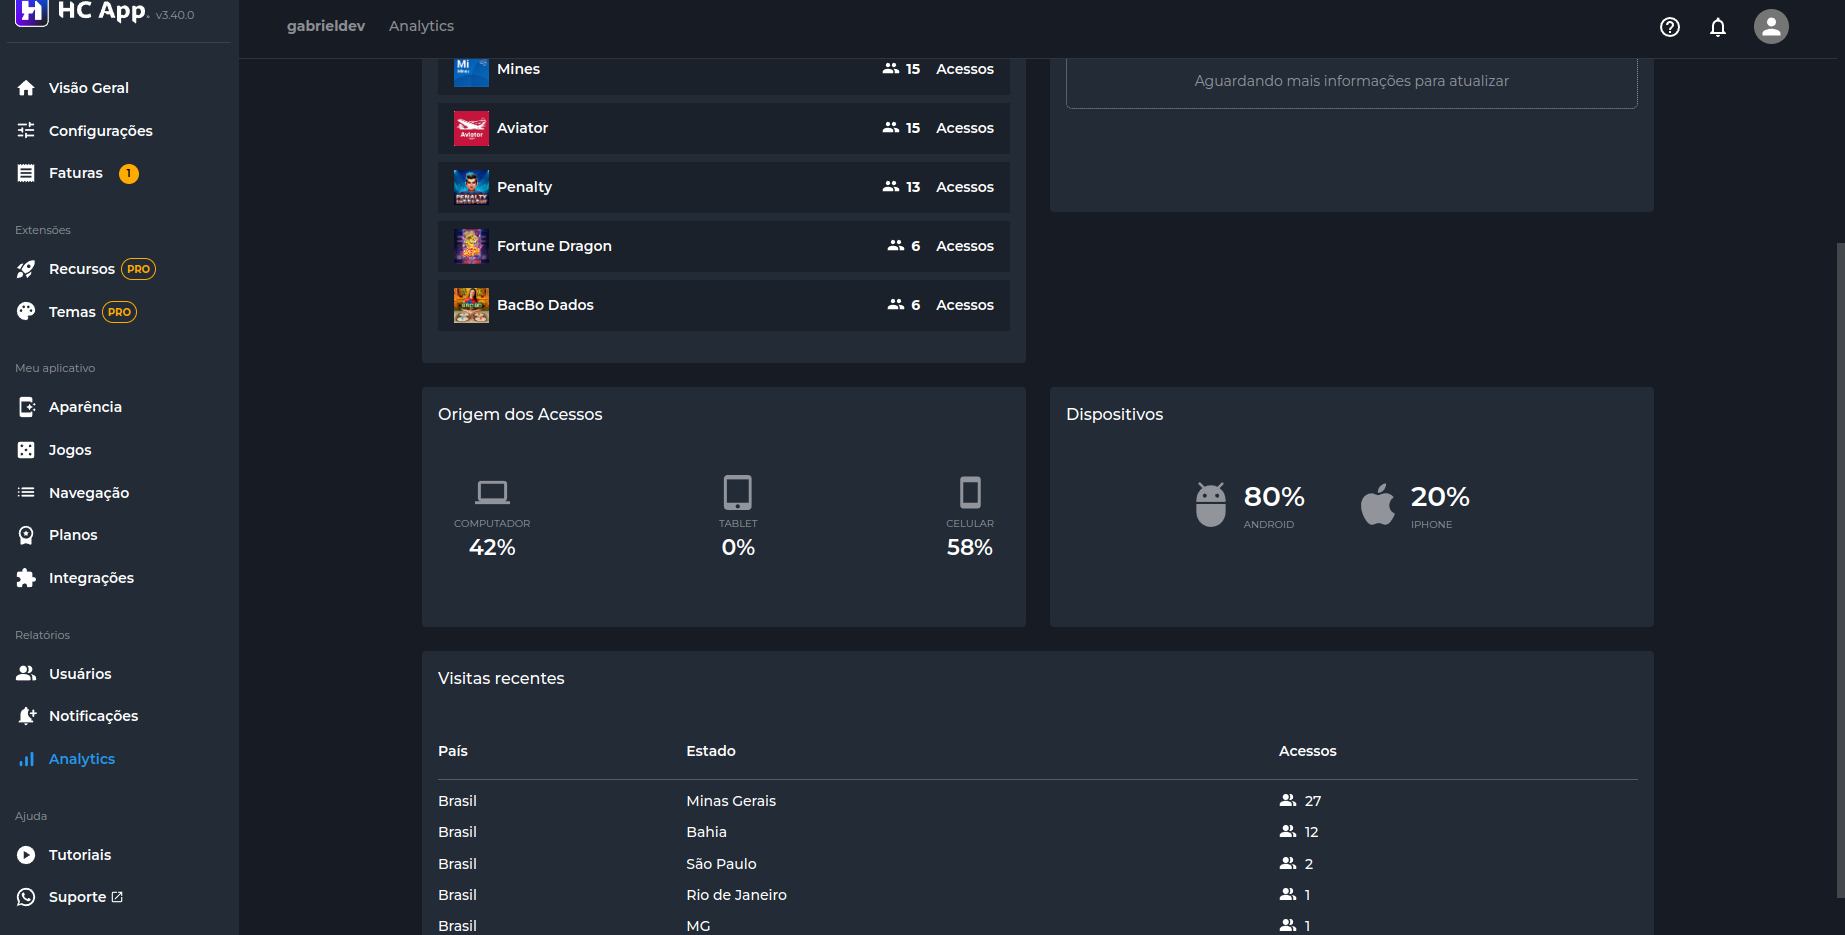 HC App. v3.40.0
gabrieldev Analytics
Visão Geral
Configurações
Faturas 1
Extensões
Recursos PRO
Temas PRO
Meu aplicativo
Aparência
Jogos
Navegação
Planos
Integrações
Relatórios
Usuários
Notificações
Analytics
Ajuda
Tutoriais
Suporte
Mi
Mines
Mines 15 Acessos
Aviator
Aviator 15 Acessos
PENALTY
Penalty 13 Acessos
Fortune Dragon 6 Acessos
BacBo Dados 6 Acessos
Aguardando mais informações para atualizar
Origem dos Acessos
COMPUTADOR
42%
TABLET
0%
CELULAR
58%
Dispositivos
80%
ANDROID
20%
IPHONE
Visitas recentes
País Estado Acessos
Brasil Minas Gerais 27
Brasil Bahia 12
Brasil São Paulo 2
Brasil Rio de Janeiro 1
Brasil MG 1